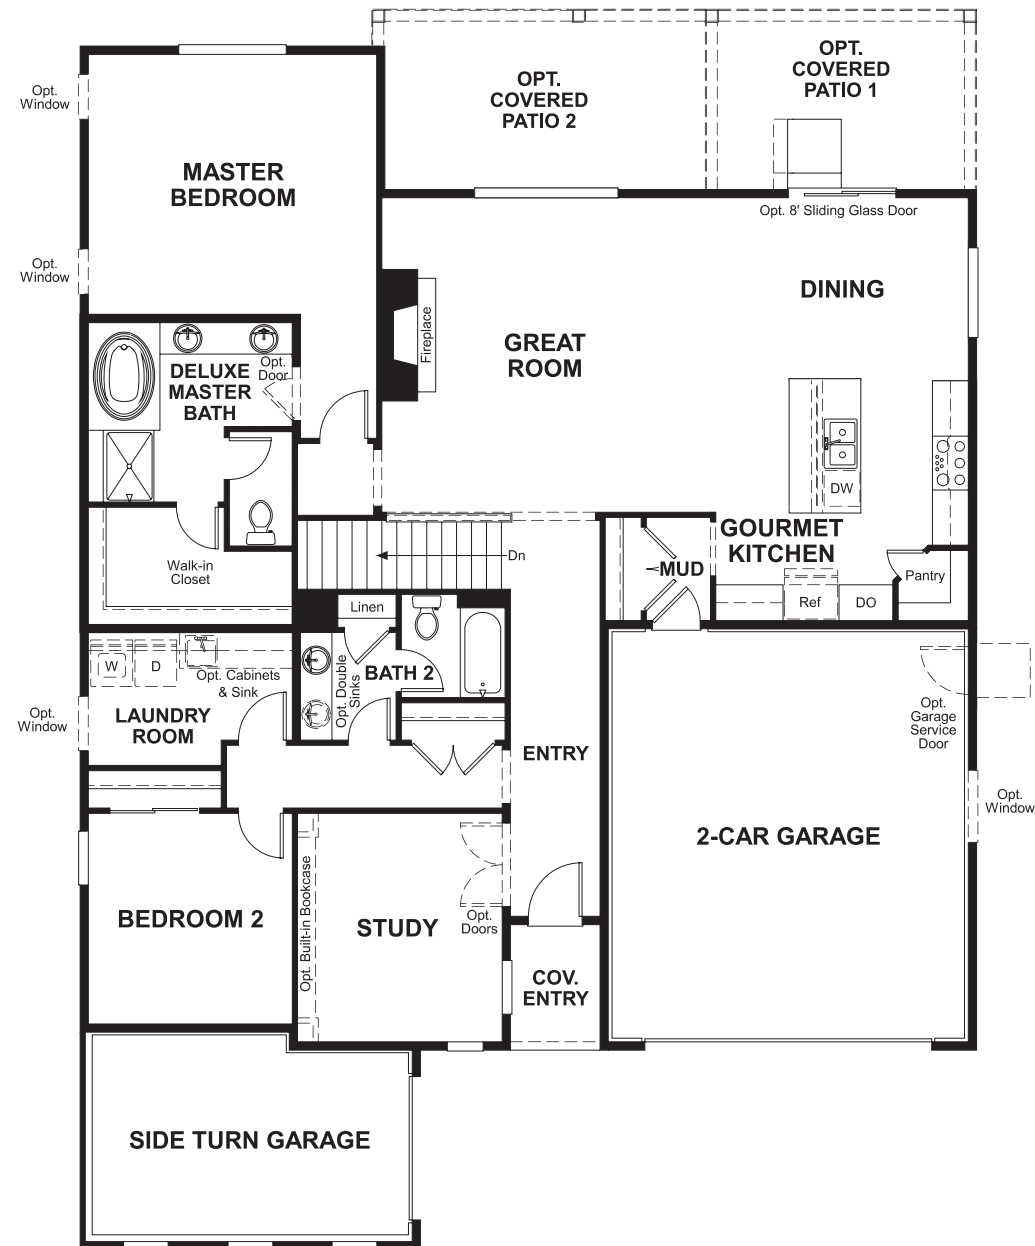 OPT.
COVERED
PATIO 1
OPT.
COVERED
PATIO 2
Opt.
Window
MASTER
BEDROOM
Opt. 8' Sliding Glass Door
Opt.
Window
DINING
Fireplace
GREAT
ROOM
Opt.
Door
DELUXE
MASTER
BATH
DW
GOURMET
KITCHEN
Walk-in
Closet
Dn
MUD
Pantry
Ref
DO
Linen
W
D
Opt. Cabinets
& Sink
Opt. Double
Sinks
BATH 2
Opt.
Window
LAUNDRY
ROOM
ENTRY
Opt.
Garage
Service
Door
Opt.
Window
2-CAR GARAGE
BEDROOM 2
Opt. Built-in Bookcase
STUDY
Opt.
Doors
COV.
ENTRY
SIDE TURN GARAGE